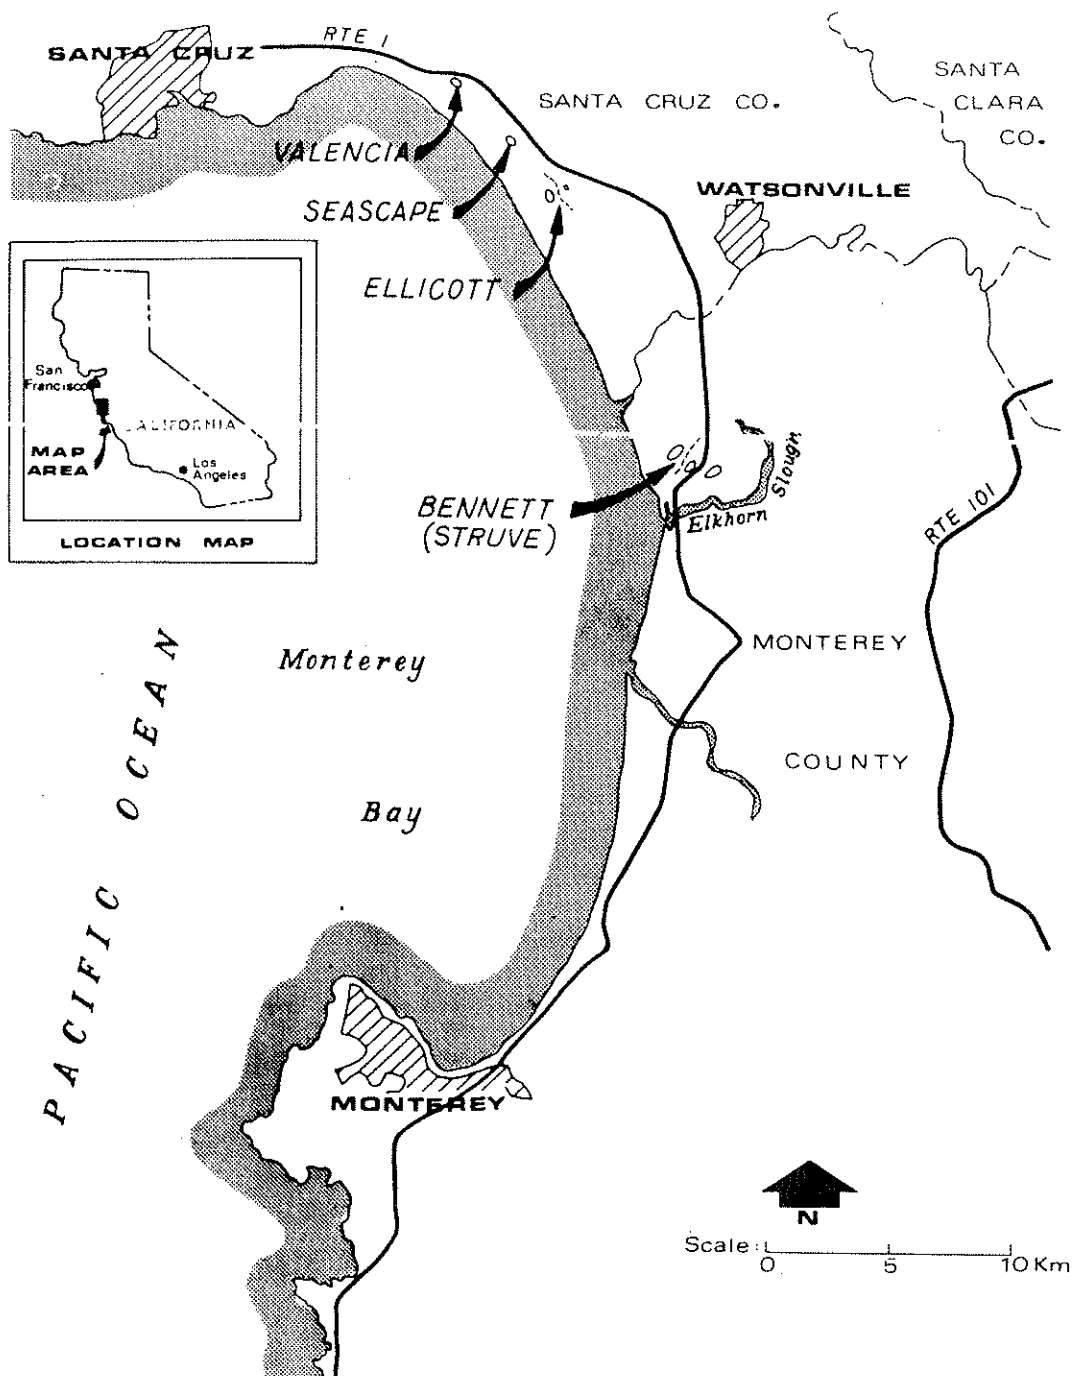 RTE 1
SANTA CRUZ
SANTA
CLARA
CO.
SANTA CRUZ CO.
VALENCIA
WATSONVILLE
SEASCAPE
ELLICOTT
San
Francisco
CALIFORNIA
MAP
AREA
Los
Angeles
LOCATION MAP
BENNETT
(STRUVE)
Elkhorn
Slough
RTE 101
Monterey
Bay
MONTEREY
COUNTY
PACIFIC OCEAN
MONTEREY
N
Scale:
0 5 10 Km